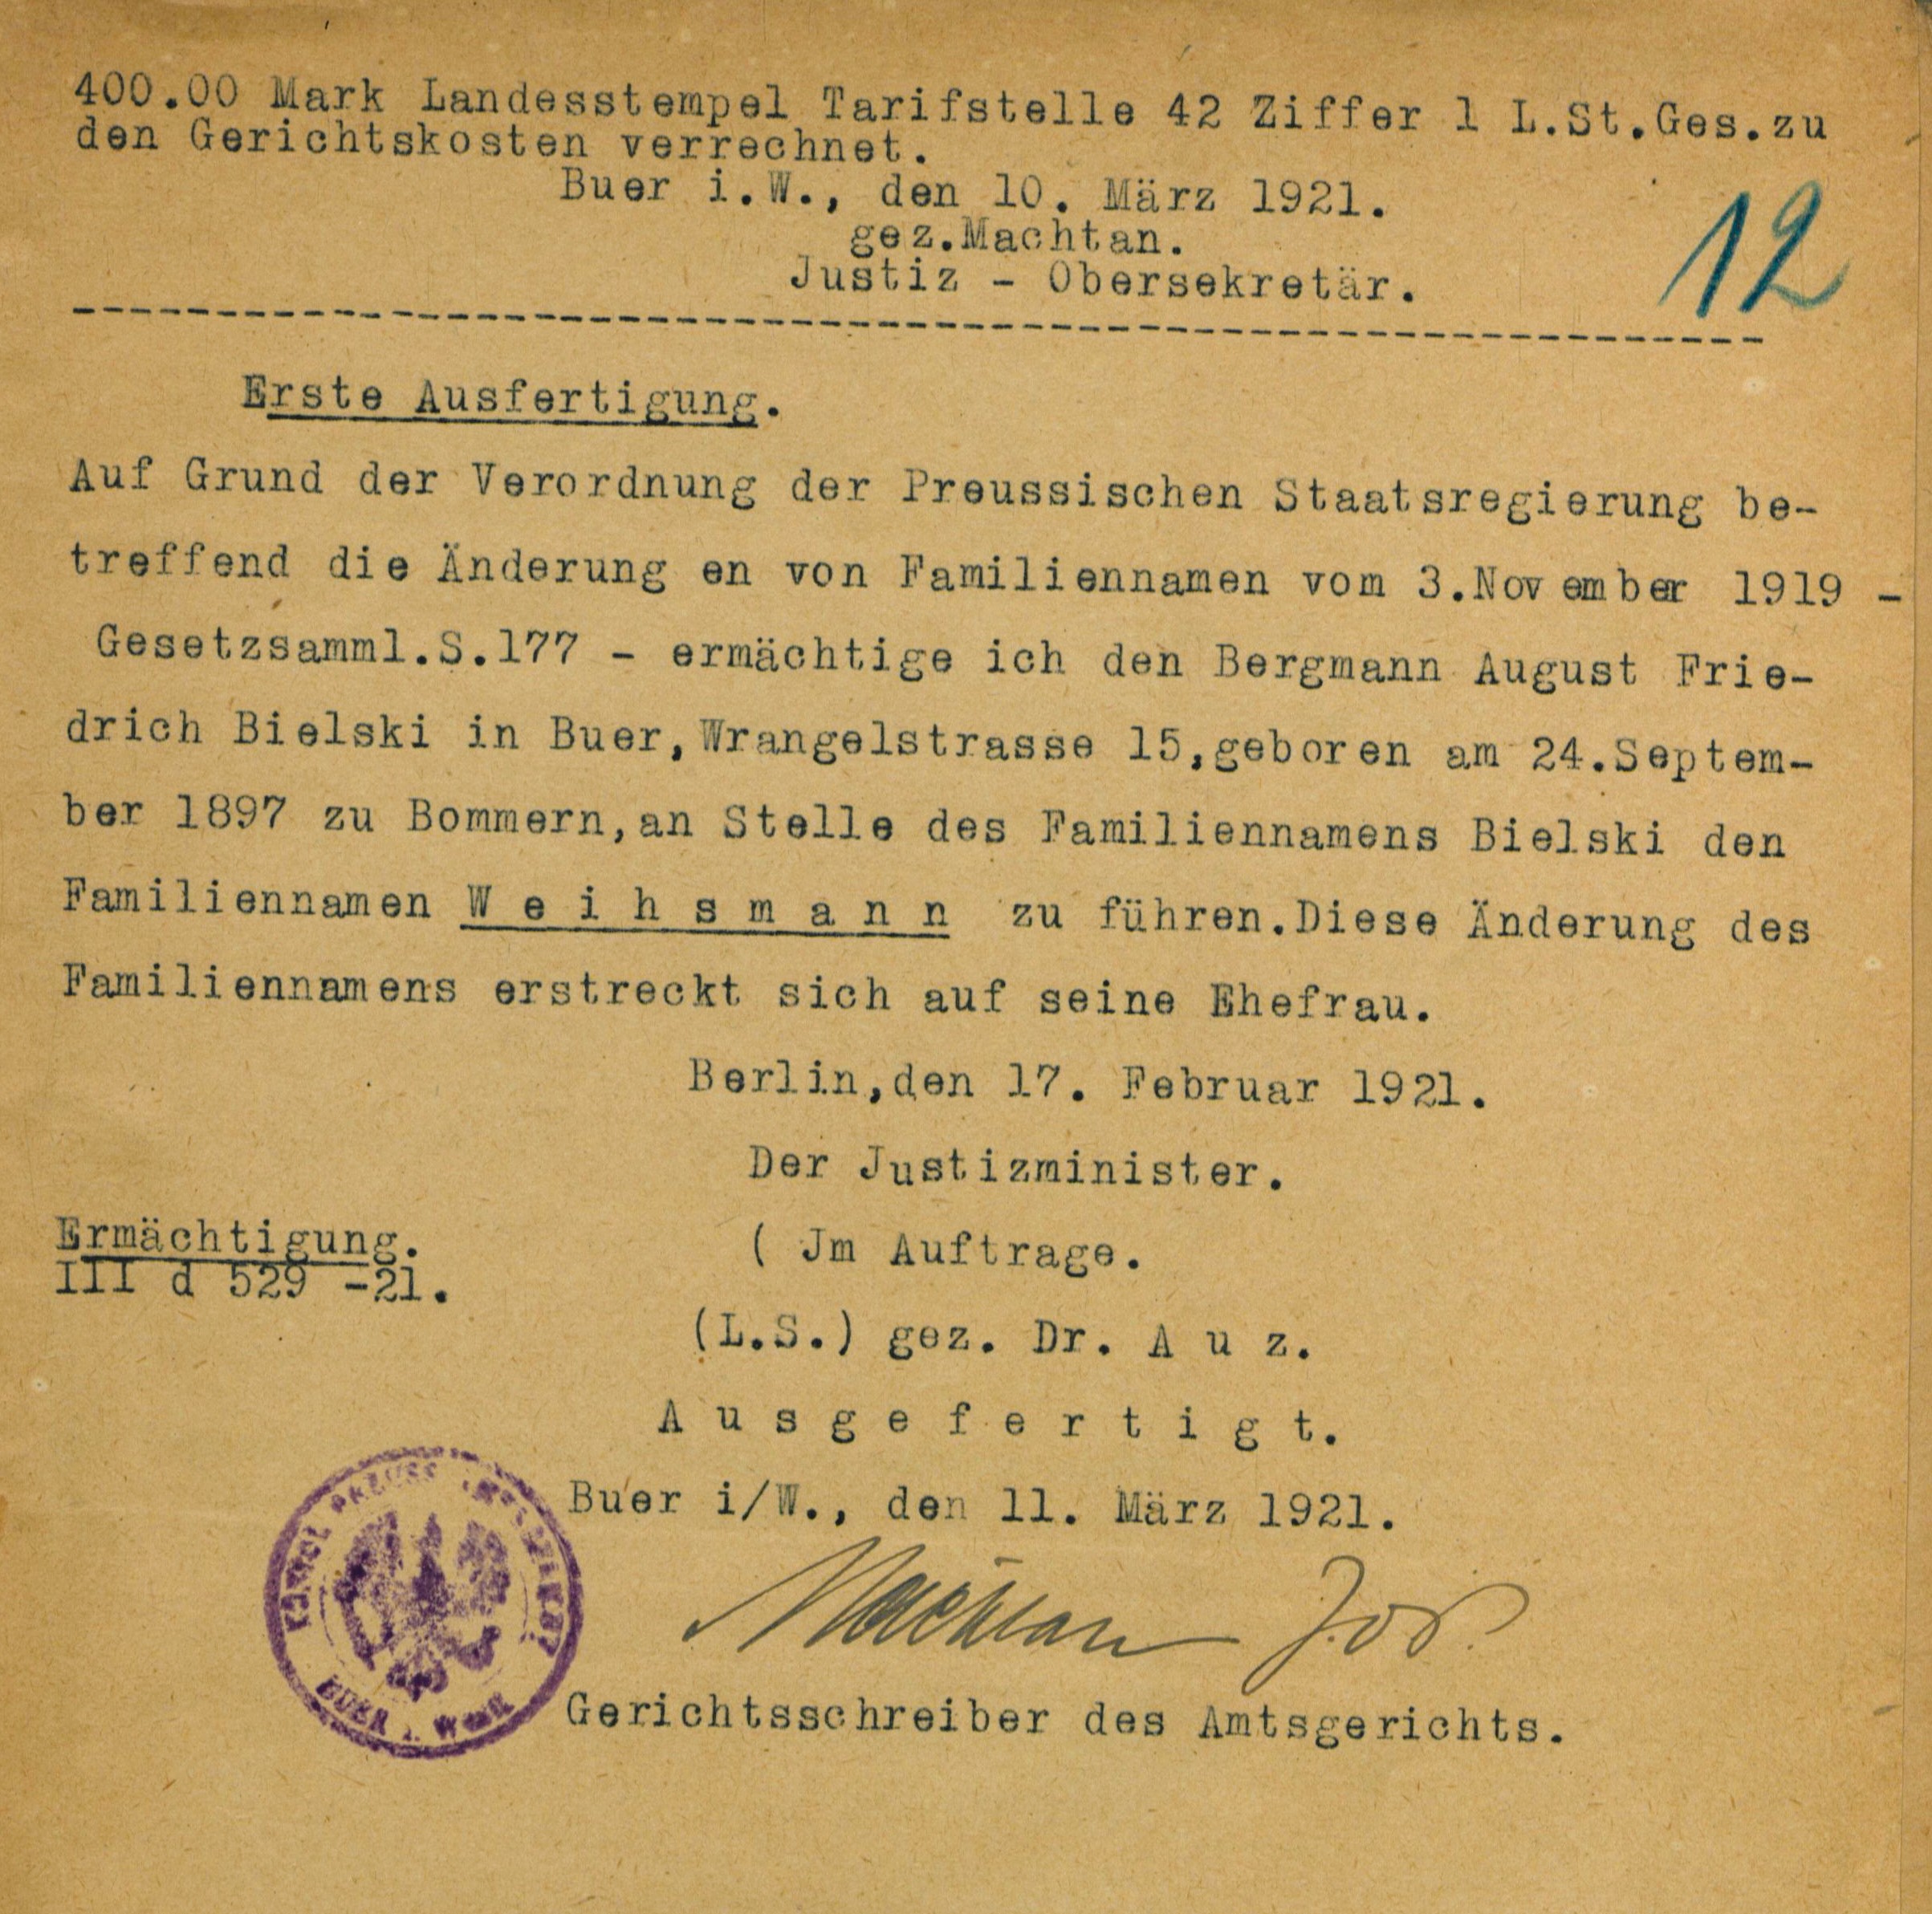 400.00 Mark Landesstempel Tarifstelle 42 Ziffer 1 L.St.Ges.zu
den Gerichtskosten verrechnet.
Buer i.W., den 10. März 1921.
gez.Machtan.
Justiz - Obersekretär.
12
Erste Ausfertigung.
Auf Grund der Verordnung der Preussischen Staatsregierung be-
treffend die Änderung en von Familiennamen vom 3.November 1919 -
Gesetzsamml.S.177 - ermächtige ich den Bergmann August Frie-
drich Bielski in Buer,Wrangelstrasse 15,geboren am 24.Septem-
ber 1897 zu Bommern,an Stelle des Familiennamens Bielski den
Familiennamen W e i h s m a n n zu führen.Diese Änderung des
Familiennamens erstreckt sich auf seine Ehefrau.
Berlin,den 17. Februar 1921.
Der Justizminister.
Ermächtigung.
III d 529 -21.
( Jm Auftrage.
(L.S.) gez. Dr. A u z.
A u s g e f e r t i g t.
Buer i/W., den 11. März 1921.
Machtan
Gerichtsschreiber des Amtsgerichts.
BUER i.